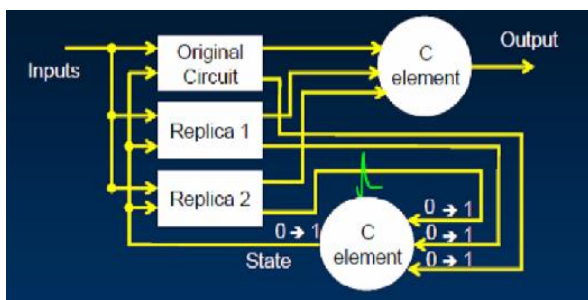 Inputs
Original
Circuit
Replica 1
Replica 2
C
element
Output
0 → 1
State
C
element
0 → 1
0 → 1
0 → 1